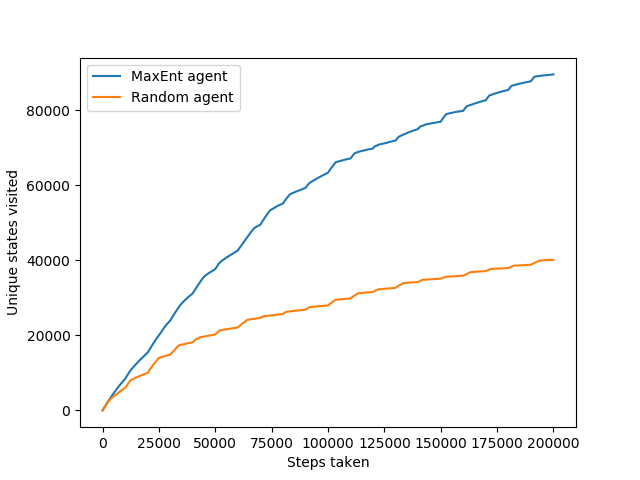 MaxEnt agent
Random agent
Unique states visited
80000
60000
40000
20000
0
0 25000 50000 75000 100000 125000 150000 175000 200000
Steps taken